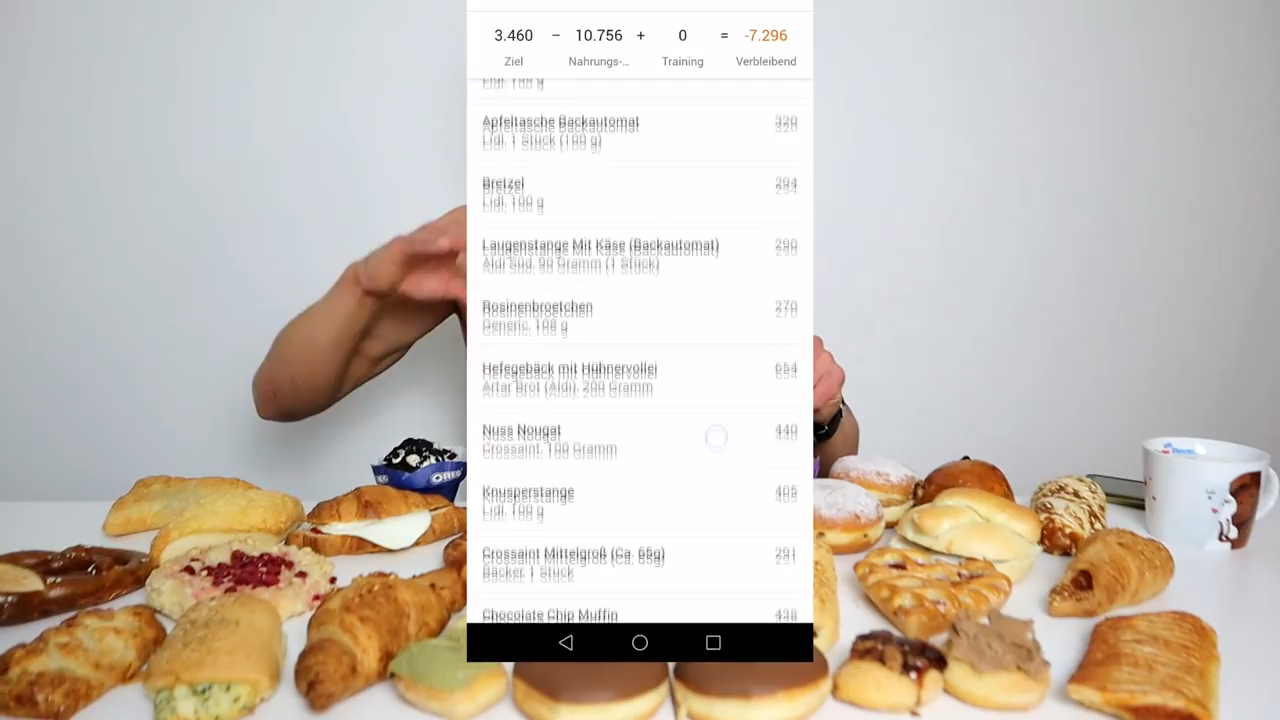 3.460 − 10.756 + 0 = -7.296
Ziel Nahrungs-... Training Verbleibend
Lidl, 100 g
Apfeltasche Backautomat 320
Lidl, 1 Stück (100 g)
Bretzel 294
Lidl, 100 g
Laugenstange Mit Käse (Backautomat) 290
Aldi Süd, 90 Gramm (1 Stück)
Rosinenbroetchen 270
Generic, 108 g
Hefegebäck mit Hühnervollei 654
Artar Brot (Aldi), 200 Gramm
Nuss Nougat 440
Crossaint, 100 Gramm
Knusperstange 405
Lidl, 100 g
Crossaint Mittelgroß (Ca. 65g) 291
Bäcker, 1 Stück
Chocolate Chip Muffin
OREO